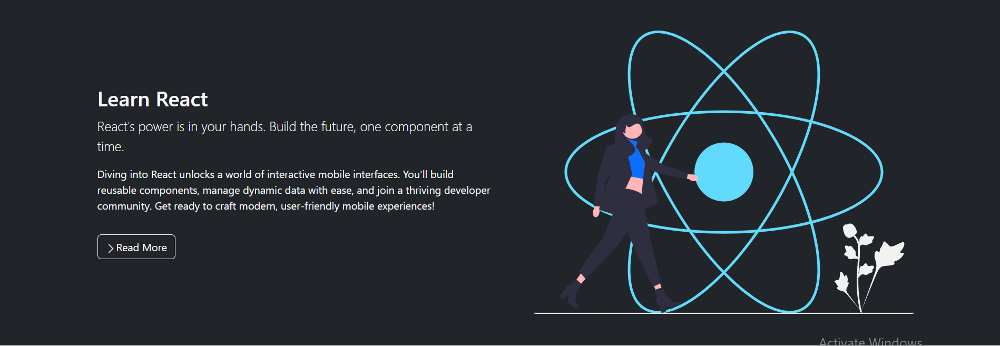 Learn React
React's power is in your hands. Build the future, one component at a
time.
Diving into React unlocks a world of interactive mobile interfaces. You'll build
reusable components, manage dynamic data with ease, and join a thriving developer
community. Get ready to craft modern, user-friendly mobile experiences!
Read More
Activate Windows